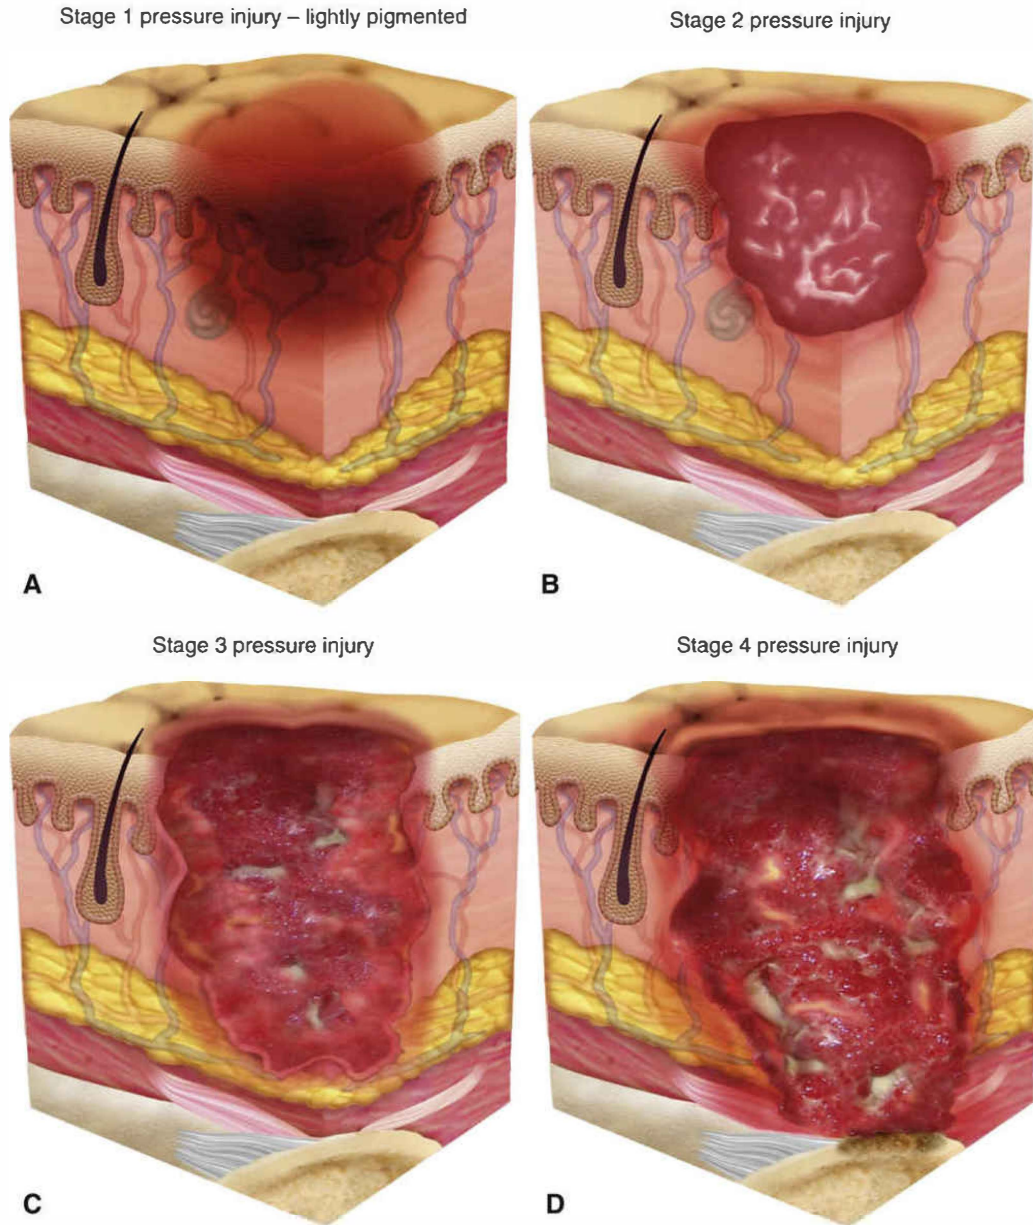 Stage 1 pressure injury – lightly pigmented
Stage 2 pressure injury
A
B
Stage 3 pressure injury
Stage 4 pressure injury
C
D